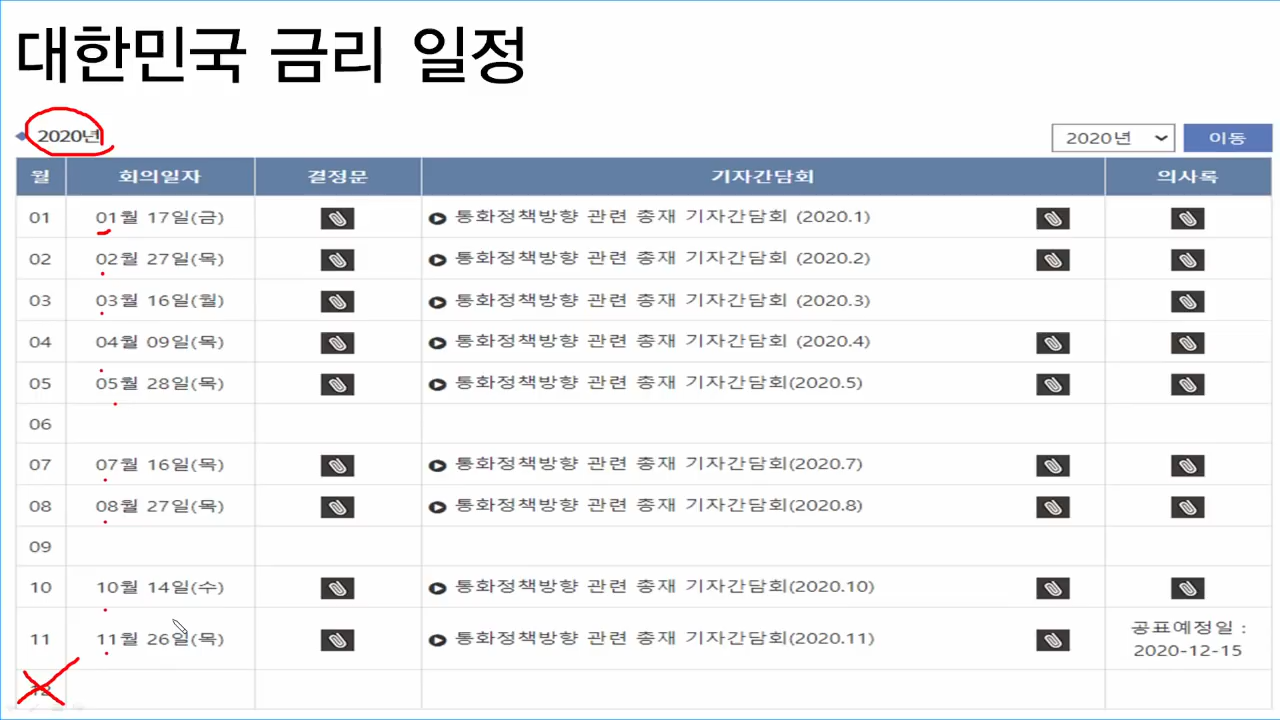 대한민국 금리 일정
2020년
2020년 이동
월 회의일자 결정문 기자간담회 의사록
01 01월 17일(금) 통화정책방향 관련 총재 기자간담회 (2020.1)
02 02월 27일(목) 통화정책방향 관련 총재 기자간담회 (2020.2)
03 03월 16일(월) 통화정책방향 관련 총재 기자간담회 (2020.3)
04 04월 09일(목) 통화정책방향 관련 총재 기자간담회 (2020.4)
05 05월 28일(목) 통화정책방향 관련 총재 기자간담회(2020.5)
06
07 07월 16일(목) 통화정책방향 관련 총재 기자간담회(2020.7)
08 08월 27일(목) 통화정책방향 관련 총재 기자간담회(2020.8)
09
10 10월 14일(수) 통화정책방향 관련 총재 기자간담회(2020.10)
11 11월 26일(목) 통화정책방향 관련 총재 기자간담회(2020.11) 공표예정일 :
2020-12-15
12